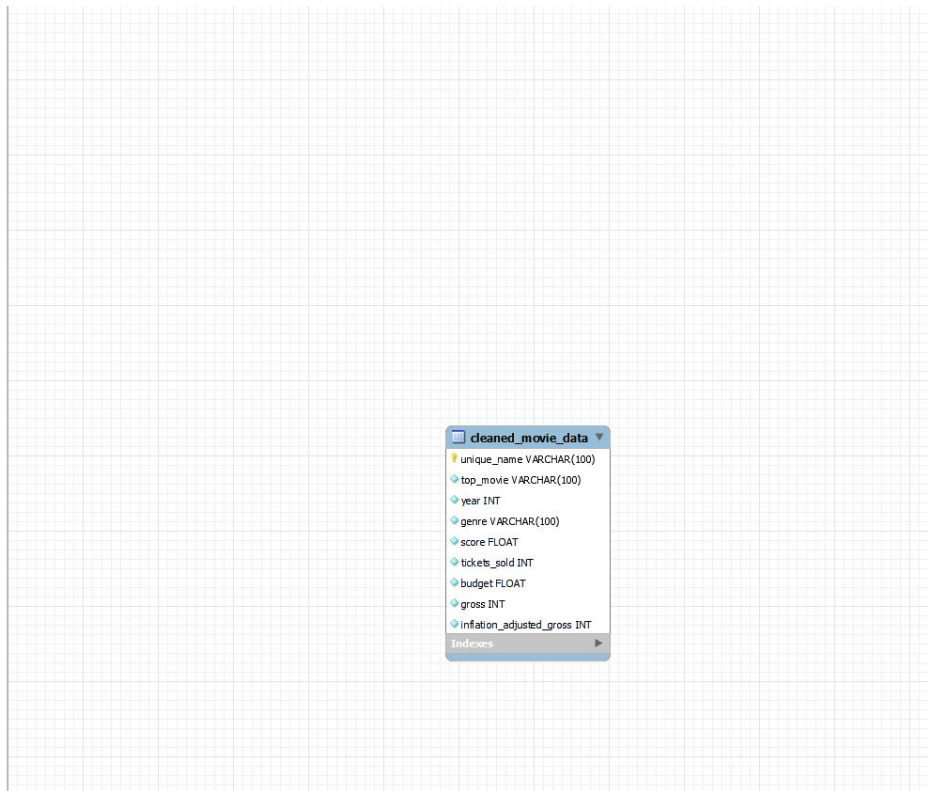 cleaned_movie_data
unique_name VARCHAR(100)
top_movie VARCHAR(100)
year INT
genre VARCHAR(100)
score FLOAT
tickets_sold INT
budget FLOAT
gross INT
inflation_adjusted_gross INT
Indexes